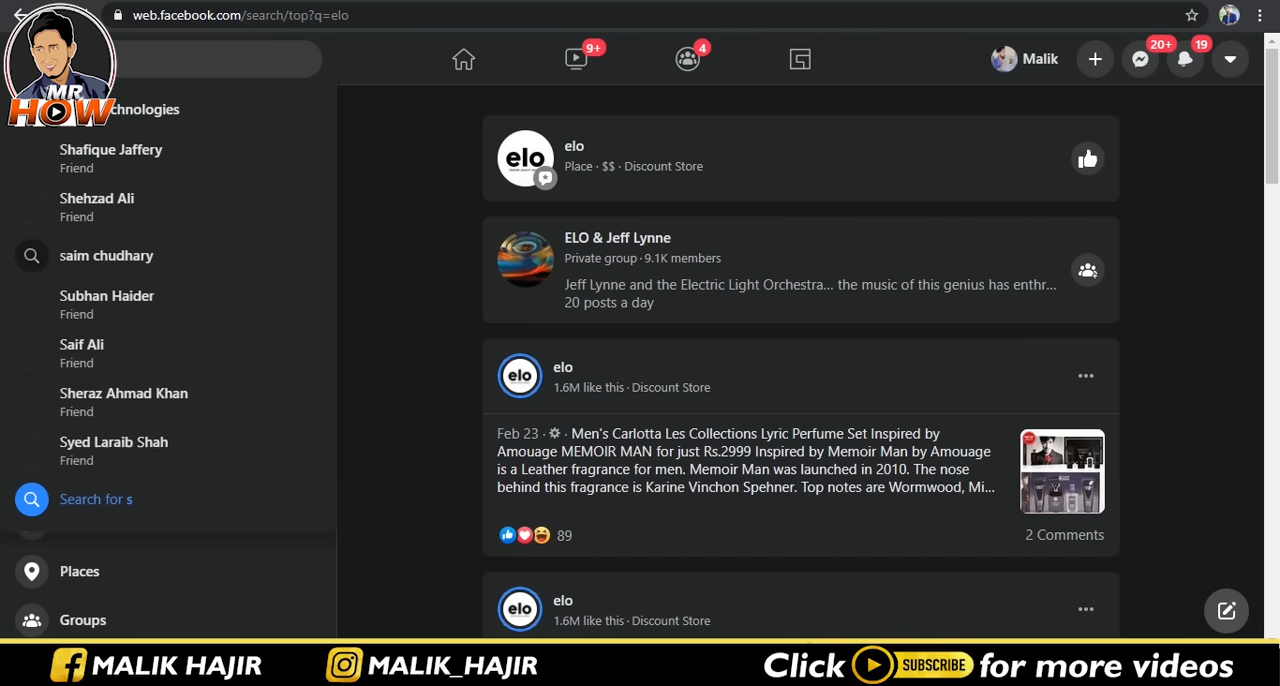 web.facebook.com/search/top?q=elo
MR
HOW
chnologies
Shafique Jaffery
Friend
Shehzad Ali
Friend
saim chudhary
Subhan Haider
Friend
Saif Ali
Friend
Sheraz Ahmad Khan
Friend
Syed Laraib Shah
Friend
Search for s
Places
Groups
9+
4
Malik
20+
19
elo
elo
Place · $$ · Discount Store
ELO & Jeff Lynne
Private group · 9.1K members
Jeff Lynne and the Electric Light Orchestra... the music of this genius has enthr...
20 posts a day
elo
elo
1.6M like this · Discount Store
Feb 23 · · Men's Carlotta Les Collections Lyric Perfume Set Inspired by
Amouage MEMOIR MAN for just Rs.2999 Inspired by Memoir Man by Amouage
is a Leather fragrance for men. Memoir Man was launched in 2010. The nose
behind this fragrance is Karine Vinchon Spehner. Top notes are Wormwood, Mi...
89
2 Comments
elo
elo
1.6M like this · Discount Store
MALIK HAJIR
MALIK_HAJIR
Click SUBSCRIBE for more videos